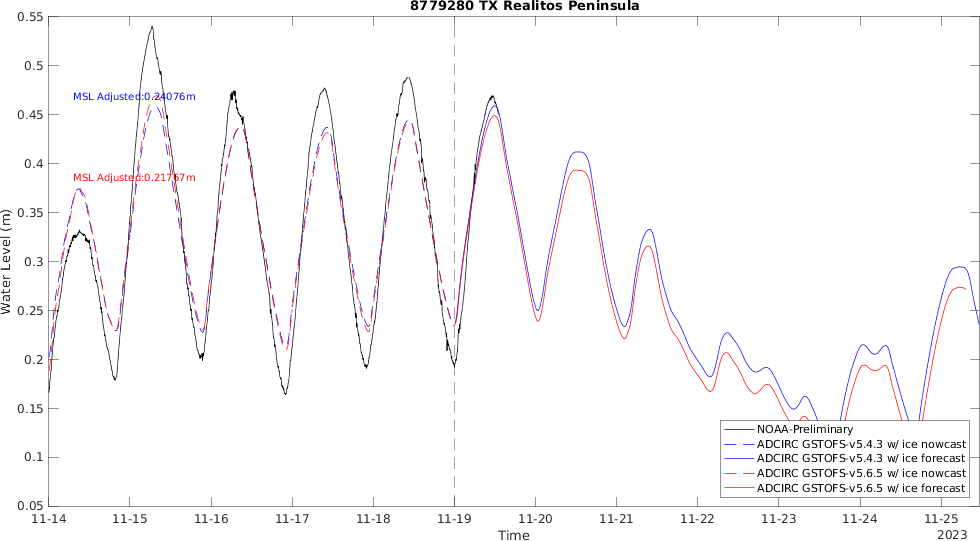 8779280 TX Realitos Peninsula
Water Level (m)
0.55
0.5
0.45
0.4
0.35
0.3
0.25
0.2
0.15
0.1
0.05
MSL Adjusted:0.24076m
MSL Adjusted:0.21767m
NOAA-Preliminary
ADCIRC GSTOFS-v5.4.3 w/ ice nowcast
ADCIRC GSTOFS-v5.4.3 w/ ice forecast
ADCIRC GSTOFS-v5.6.5 w/ ice nowcast
ADCIRC GSTOFS-v5.6.5 w/ ice forecast
11-14 11-15 11-16 11-17 11-18 11-19 11-20 11-21 11-22 11-23 11-24 11-25
Time
2023